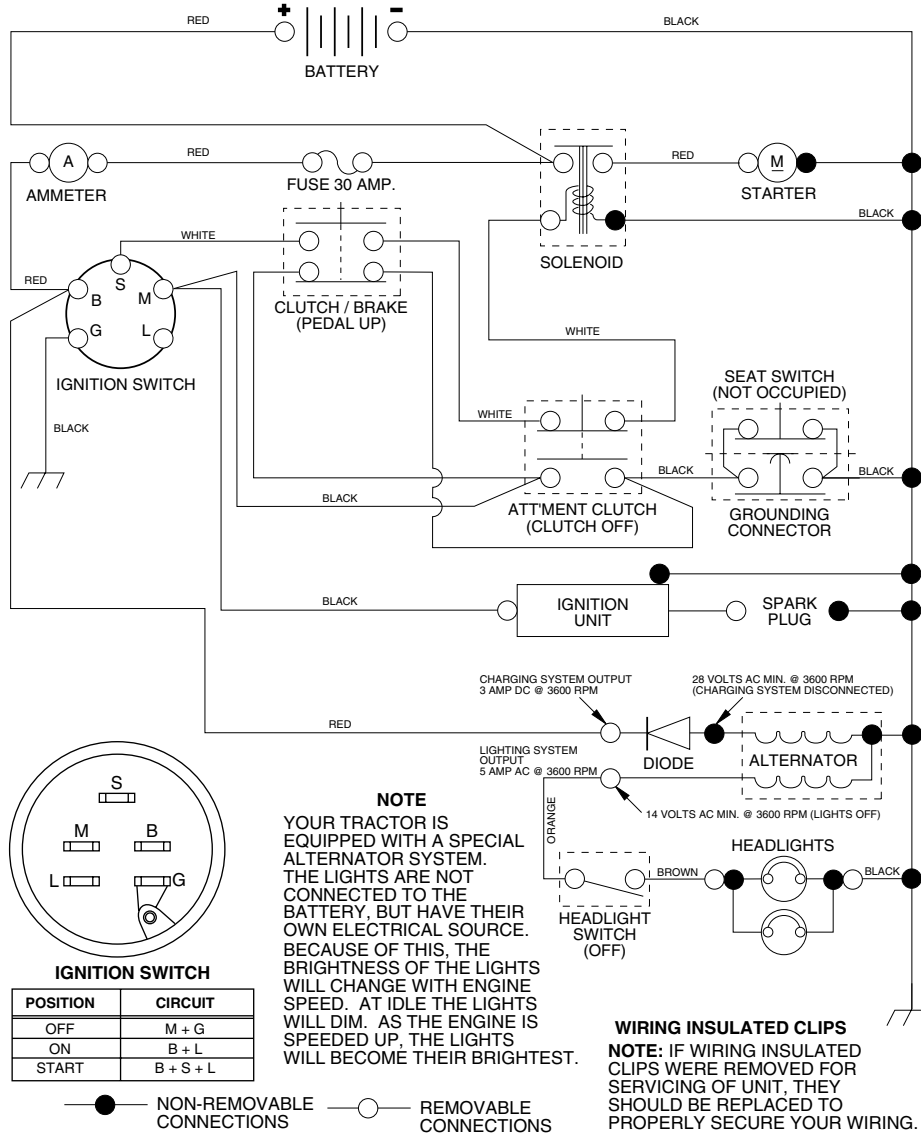 RED
BLACK
+
-
BATTERY
A
AMMETER
RED
FUSE 30 AMP.
RED
M
STARTER
SOLENOID
BLACK
WHITE
S
RED
B
M
G
L
IGNITION SWITCH
CLUTCH / BRAKE
(PEDAL UP)
WHITE
BLACK
WHITE
SEAT SWITCH
(NOT OCCUPIED)
BLACK
BLACK
BLACK
ATT'MENT CLUTCH
(CLUTCH OFF)
GROUNDING
CONNECTOR
BLACK
IGNITION
UNIT
SPARK
PLUG
CHARGING SYSTEM OUTPUT
3 AMP DC @ 3600 RPM
28 VOLTS AC MIN. @ 3600 RPM
(CHARGING SYSTEM DISCONNECTED)
RED
DIODE
ALTERNATOR
LIGHTING SYSTEM
OUTPUT
5 AMP AC @ 3600 RPM
14 VOLTS AC MIN. @ 3600 RPM (LIGHTS OFF)
ORANGE
HEADLIGHTS
BROWN
BLACK
HEADLIGHT
SWITCH
(OFF)
S
M
B
L
G
IGNITION SWITCH
POSITION CIRCUIT
OFF M + G
ON B + L
START B + S + L
NOTE
YOUR TRACTOR IS
EQUIPPED WITH A SPECIAL
ALTERNATOR SYSTEM.
THE LIGHTS ARE NOT
CONNECTED TO THE
BATTERY, BUT HAVE THEIR
OWN ELECTRICAL SOURCE.
BECAUSE OF THIS, THE
BRIGHTNESS OF THE LIGHTS
WILL CHANGE WITH ENGINE
SPEED. AT IDLE THE LIGHTS
WILL DIM. AS THE ENGINE IS
SPEEDED UP, THE LIGHTS
WILL BECOME THEIR BRIGHTEST.
WIRING INSULATED CLIPS
NOTE: IF WIRING INSULATED
CLIPS WERE REMOVED FOR
SERVICING OF UNIT, THEY
SHOULD BE REPLACED TO
PROPERLY SECURE YOUR WIRING.
NON-REMOVABLE
CONNECTIONS
REMOVABLE
CONNECTIONS